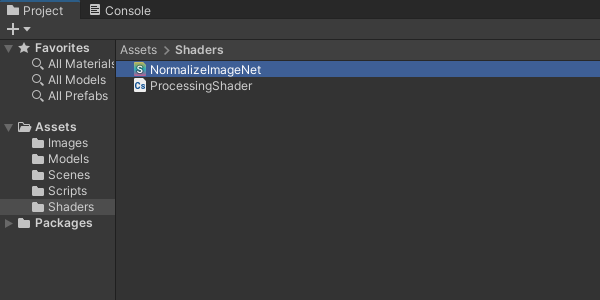 Project
Console
Favorites
All Materials
All Models
All Prefabs
Assets
Images
Models
Scenes
Scripts
Shaders
Packages
Assets > Shaders
S NormalizeImageNet
Cs ProcessingShader